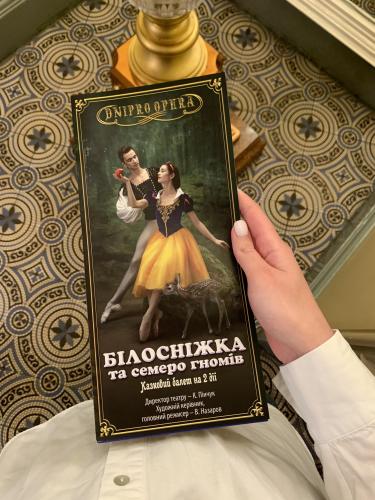 DNIPRO OPERA
БІЛОСНІЖКА
та семеро гномів
Казковий балет на 2 дії
Директор театру – К. Пінчук
Художній керівник,
головний режисер – В. Назаров